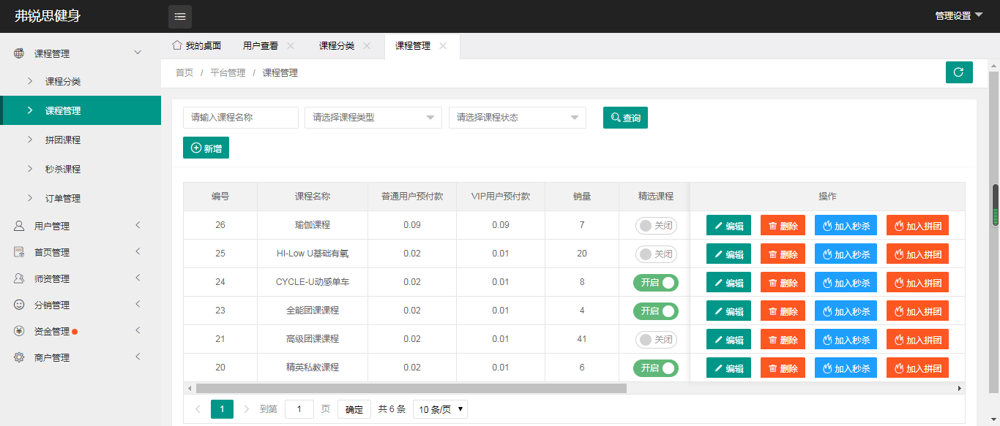 弗锐思健身
管理设置
课程管理
课程分类
课程管理
拼团课程
秒杀课程
订单管理
用户管理
首页管理
师资管理
分销管理
资金管理
商户管理
我的桌面 用户查看 课程分类 课程管理
首页 / 平台管理 / 课程管理
请输入课程名称 请选择课程类型 请选择课程状态 查询
新增
编号 课程名称 普通用户预付款 VIP用户预付款 销量 精选课程 操作
26 瑜伽课程 0.09 0.09 7 关闭 编辑 删除 加入秒杀 加入拼团
25 HI-Low U基础有氧 0.02 0.01 20 关闭 编辑 删除 加入秒杀 加入拼团
24 CYCLE-U动感单车 0.02 0.01 8 开启 编辑 删除 加入秒杀 加入拼团
23 全能团课课程 0.02 0.01 4 开启 编辑 删除 加入秒杀 加入拼团
21 高级团课课程 0.02 0.01 41 关闭 编辑 删除 加入秒杀 加入拼团
20 精英私教课程 0.02 0.01 6 开启 编辑 删除 加入秒杀 加入拼团
1 到第 1 页 确定 共 6 条 10 条/页